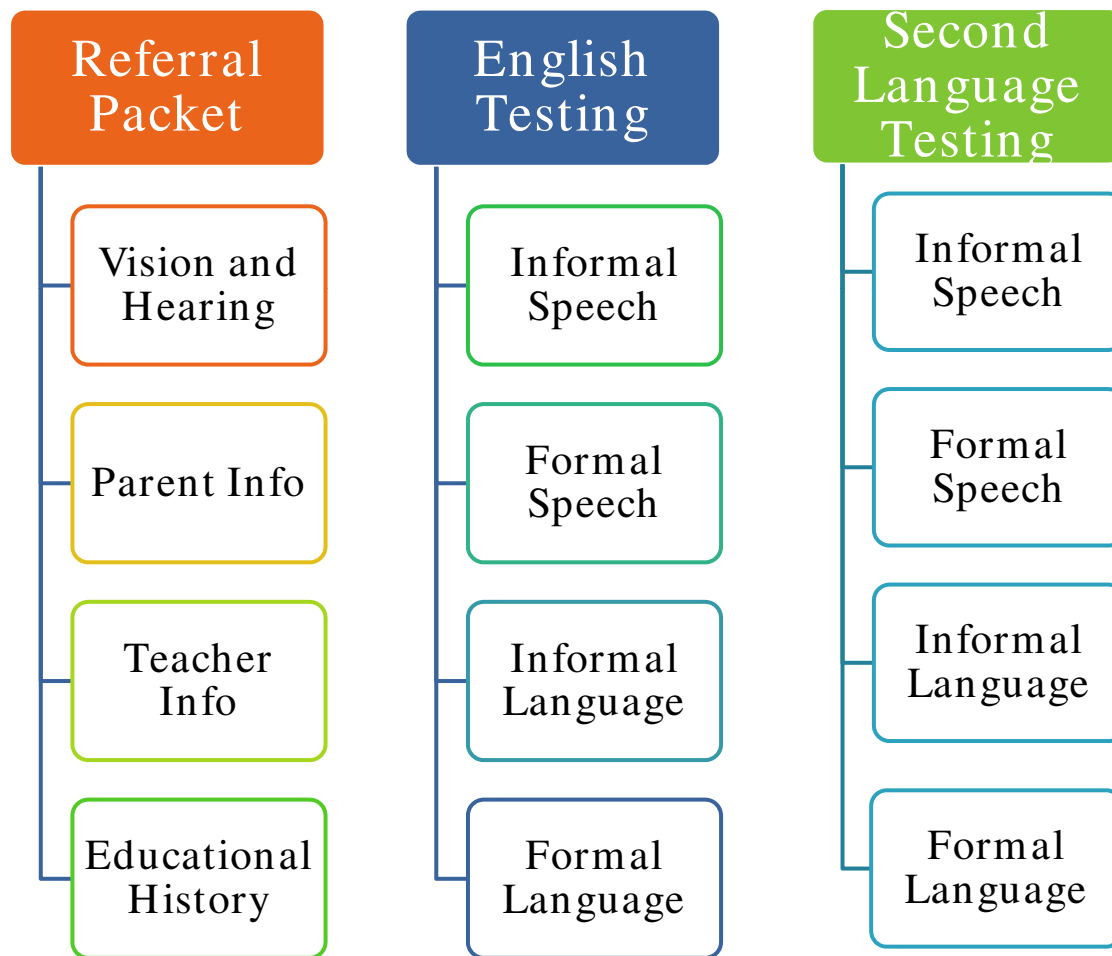 Referral
Packet
Vision and
Hearing
Parent Info
Teacher
Info
Educational
History
English
Testing
Informal
Speech
Formal
Speech
Informal
Language
Formal
Language
Second
Language
Testing
Informal
Speech
Formal
Speech
Informal
Language
Formal
Language